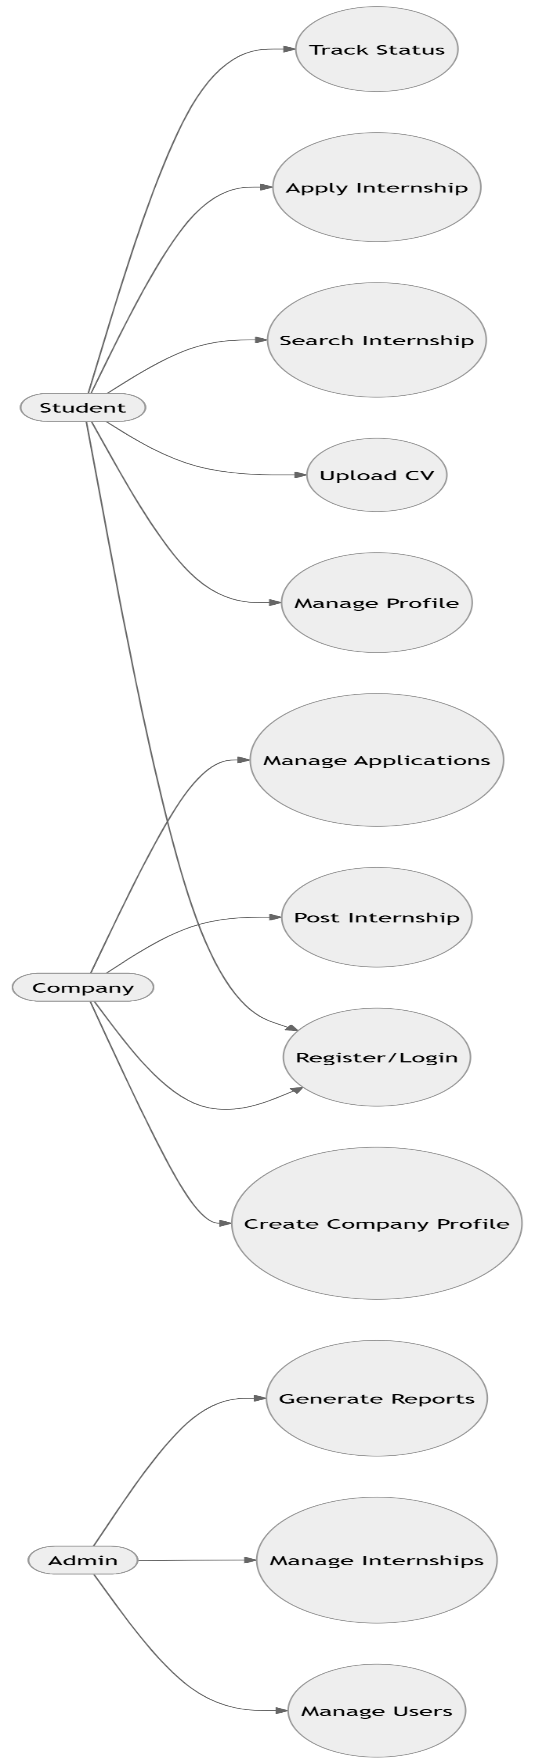 Track Status
Apply Internship
Search Internship
Student
Upload CV
Manage Profile
Manage Applications
Post Internship
Company
Register/Login
Create Company Profile
Generate Reports
Admin
Manage Internships
Manage Users